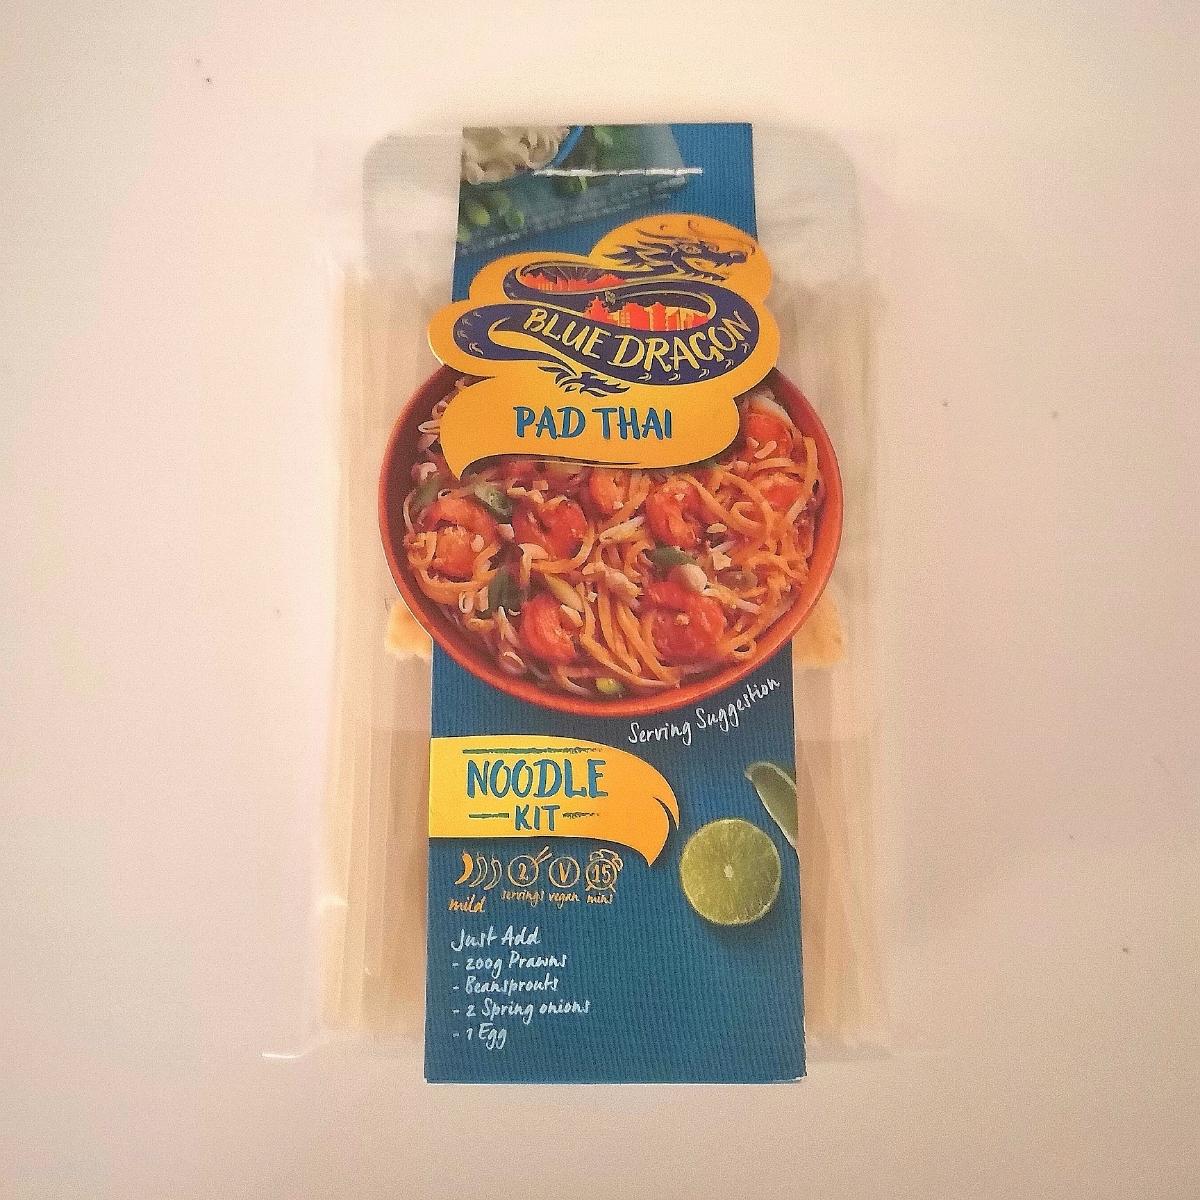 BLUE DRAGON
PAD THAI
Serving Suggestion
NOODLE
KIT
2 V 15
mild servings vegan mins
Just Add
- 200g Prawns
- Beansprouts
- 2 Spring onions
- 1 Egg